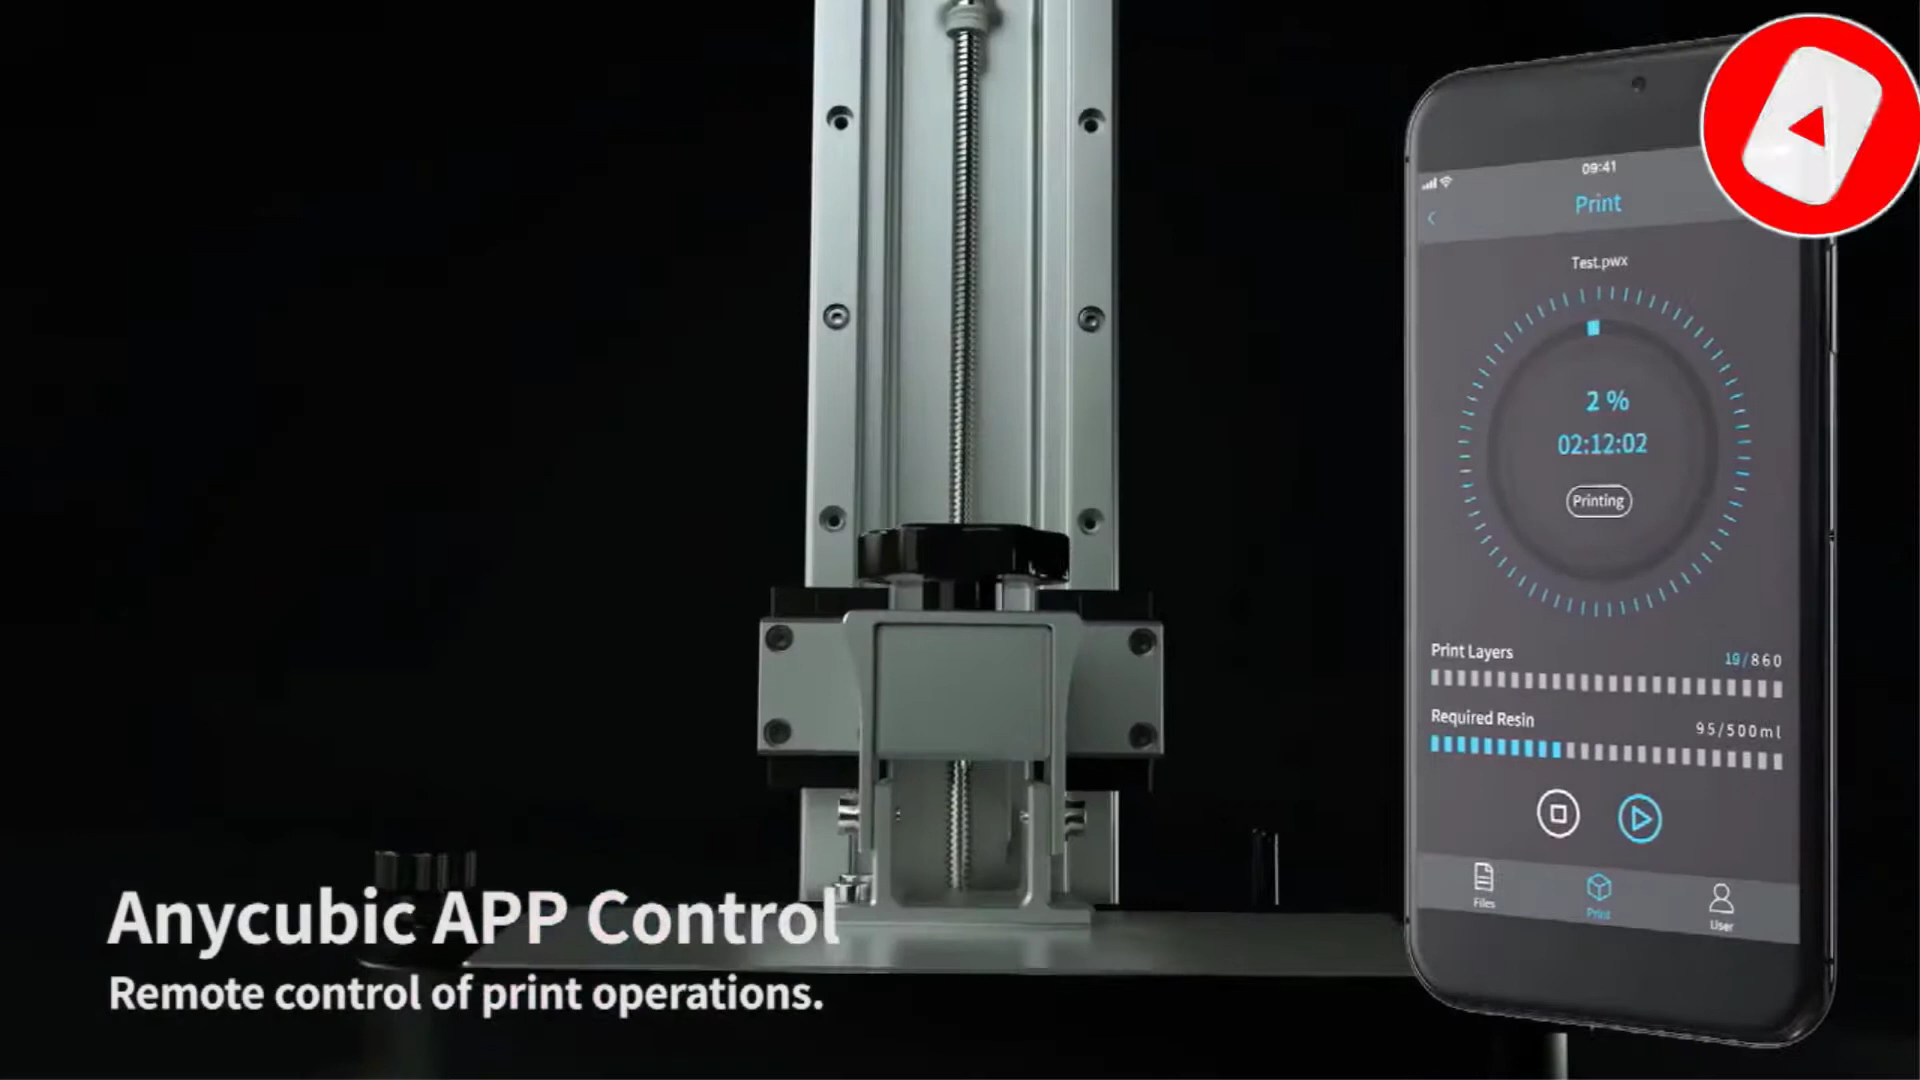 09:41
Print
Test.pwx
2 %
02:12:02
Printing
Print Layers
19/860
Required Resin
95/500ml
Files
Print
User
Anycubic APP Control
Remote control of print operations.